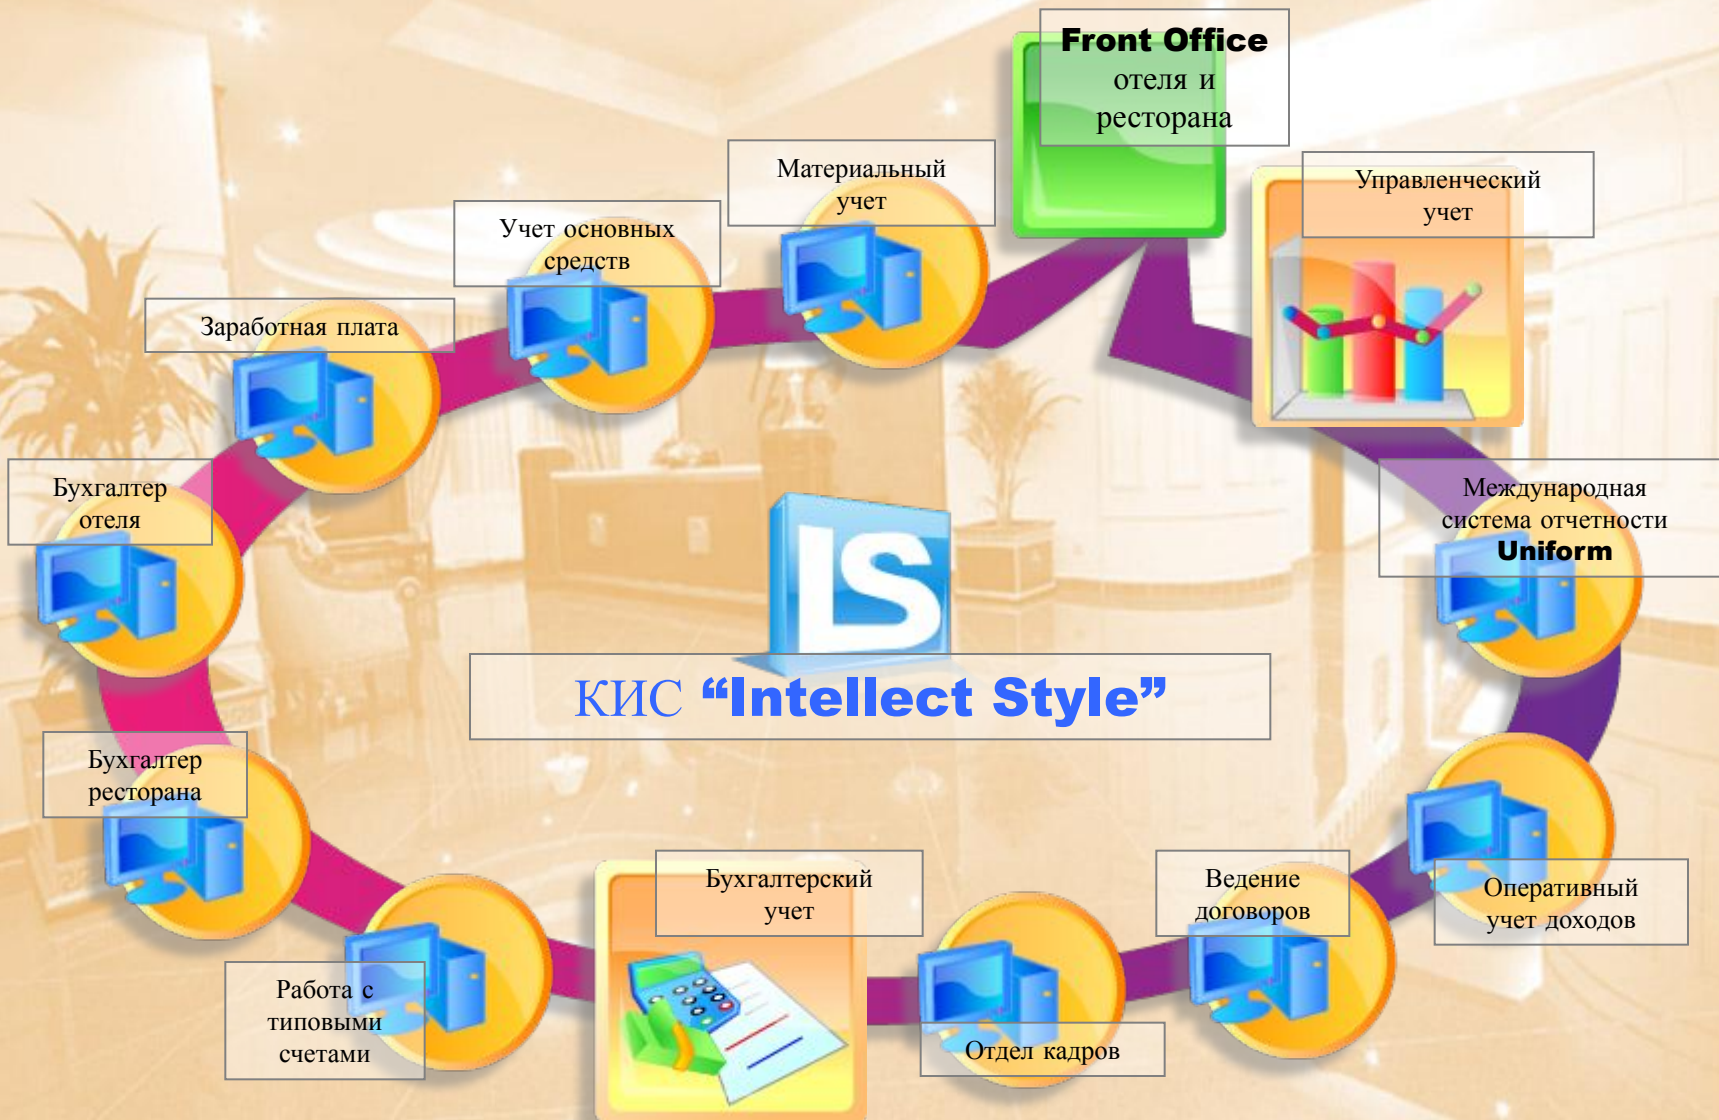 Front Office
отеля и
ресторана
Материальный
учет
Управленческий
учет
Учет основных
средств
Заработная плата
Бухгалтер
отеля
Международная
система отчетности
Uniform
IS
КИС “Intellect Style”
Бухгалтер
ресторана
Бухгалтерский
учет
Ведение
договоров
Оперативный
учет доходов
Работа с
типовыми
счетами
Отдел кадров